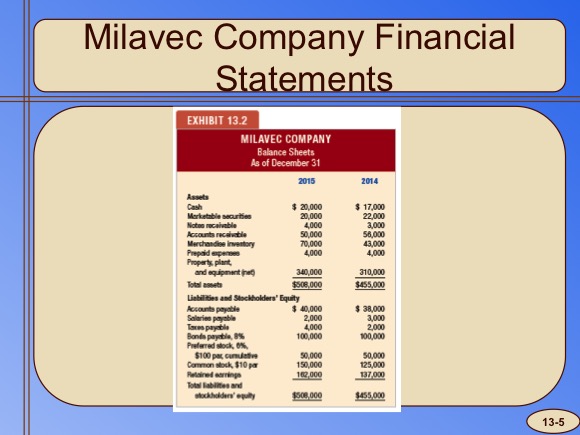 Milavec Company Financial
Statements
EXHIBIT 13.2
MILAVEC COMPANY
Balance Sheets
As of December 31
2015 2014
Assets
Cash $ 20,000 $ 17,000
Marketable securities 20,000 22,000
Notes receivable 4,000 3,000
Accounts receivable 50,000 56,000
Merchandise inventory 70,000 43,000
Prepaid expenses 4,000 4,000
Property, plant,
and equipment (net) 340,000 310,000
Total assets $508,000 $455,000
Liabilities and Stockholders' Equity
Accounts payable $ 40,000 $ 38,000
Salaries payable 2,000 3,000
Taxes payable 4,000 2,000
Bonds payable, 8% 100,000 100,000
Preferred stock, 6%,
$100 par, cumulative 50,000 50,000
Common stock, $10 par 150,000 125,000
Retained earnings 162,000 137,000
Total liabilities and
stockholders' equity $508,000 $455,000
13-5